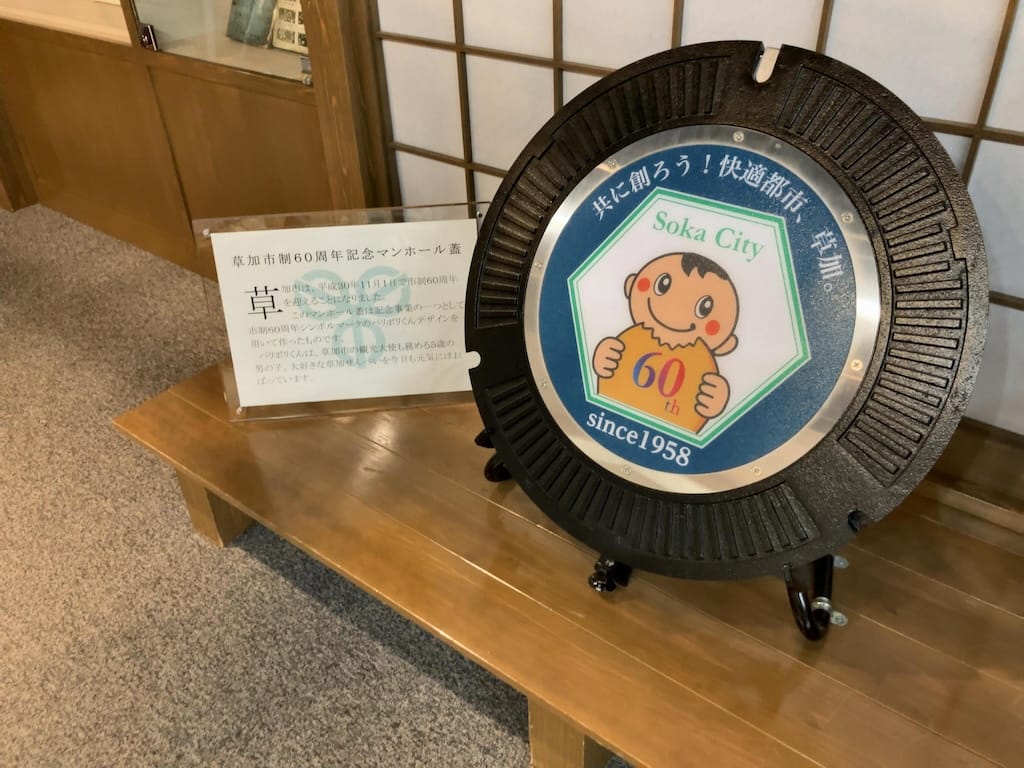 草加市制60周年記念マンホール蓋
草加市は、平成30年11月1日で市制60周年
を迎えることになりました。
このマンホール蓋は記念事業の一つとして
市制60周年シンボルマークのパリポリくんデザインを
用いて作ったものです。
パリポリくんは、草加市の観光大使も務める5歳の
男の子。大好きな草加せんべいを今日も元気にほお
ばっています。
共に創ろう！快適都市、草加。
Soka City
60
th
since1958